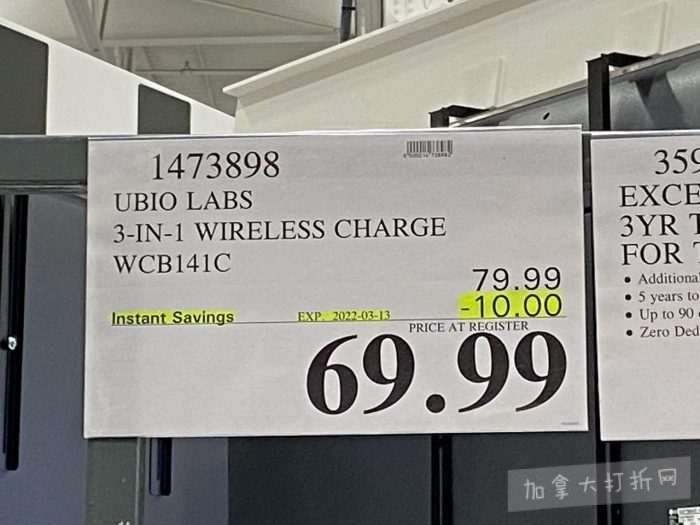 1473898
UBIO LABS
3-IN-1 WIRELESS CHARGE
WCB141C
79.99
Instant Savings EXP. 2022-03-13 -10.00
PRICE AT REGISTER
69.99
359
EXCE
3YR T
FOR
• Additiona
• 5 years to
• Up to 90
• Zero Ded
加拿大打折网